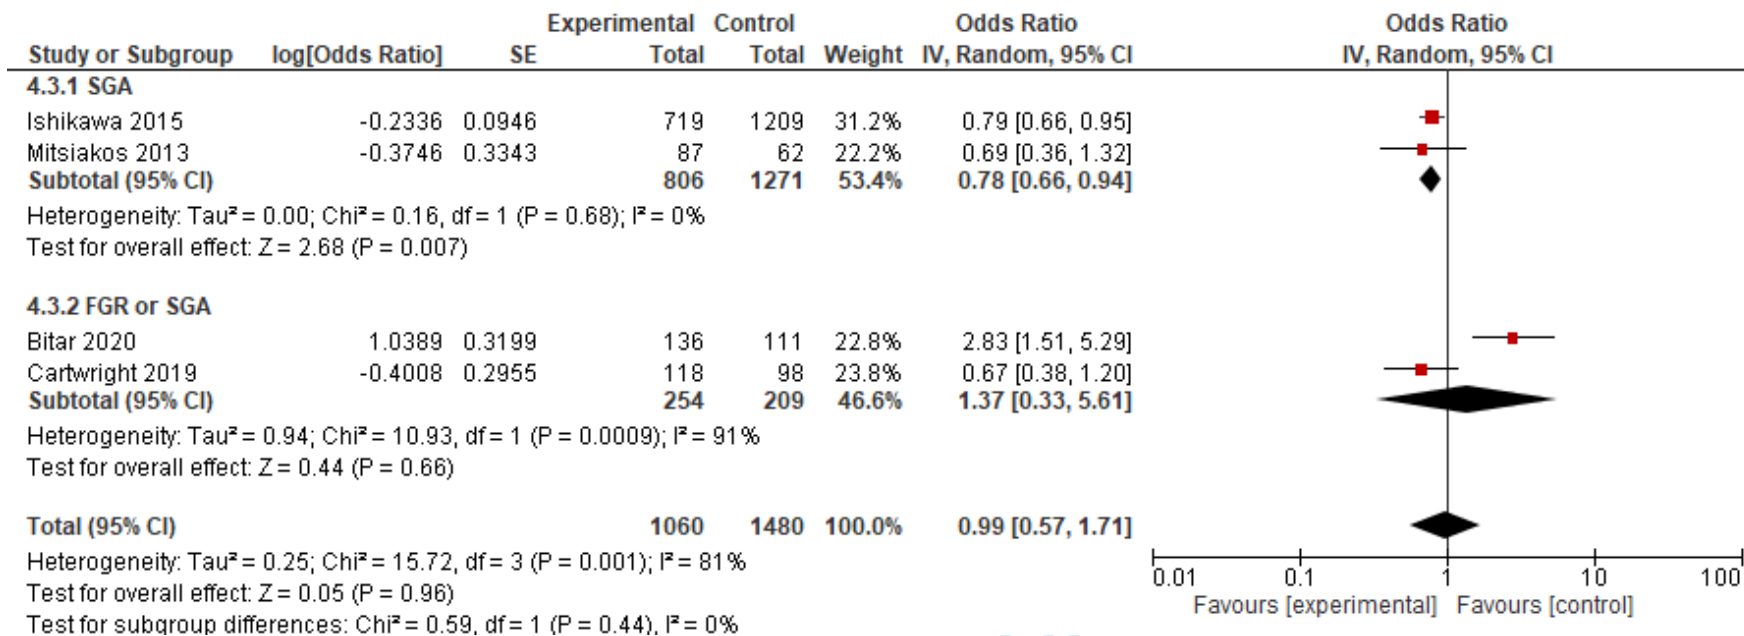 Experimental Control Odds Ratio Odds Ratio
Study or Subgroup log[Odds Ratio] SE Total Total Weight IV, Random, 95% CI IV, Random, 95% CI
4.3.1 SGA
Ishikawa 2015 -0.2336 0.0946 719 1209 31.2% 0.79 [0.66, 0.95]
Mitsiakos 2013 -0.3746 0.3343 87 62 22.2% 0.69 [0.36, 1.32]
Subtotal (95% CI) 806 1271 53.4% 0.78 [0.66, 0.94]
Heterogeneity: Tau² = 0.00; Chi² = 0.16, df = 1 (P = 0.68); I² = 0%
Test for overall effect: Z = 2.68 (P = 0.007)
4.3.2 FGR or SGA
Bitar 2020 1.0389 0.3199 136 111 22.8% 2.83 [1.51, 5.29]
Cartwright 2019 -0.4008 0.2955 118 98 23.8% 0.67 [0.38, 1.20]
Subtotal (95% CI) 254 209 46.6% 1.37 [0.33, 5.61]
Heterogeneity: Tau² = 0.94; Chi² = 10.93, df = 1 (P = 0.0009); I² = 91%
Test for overall effect: Z = 0.44 (P = 0.66)
Total (95% CI) 1060 1480 100.0% 0.99 [0.57, 1.71]
Heterogeneity: Tau² = 0.25; Chi² = 15.72, df = 3 (P = 0.001); I² = 81%
Test for overall effect: Z = 0.05 (P = 0.96)
Test for subgroup differences: Chi² = 0.59, df = 1 (P = 0.44), I² = 0%
0.01 0.1 1 10 100
Favours [experimental] Favours [control]